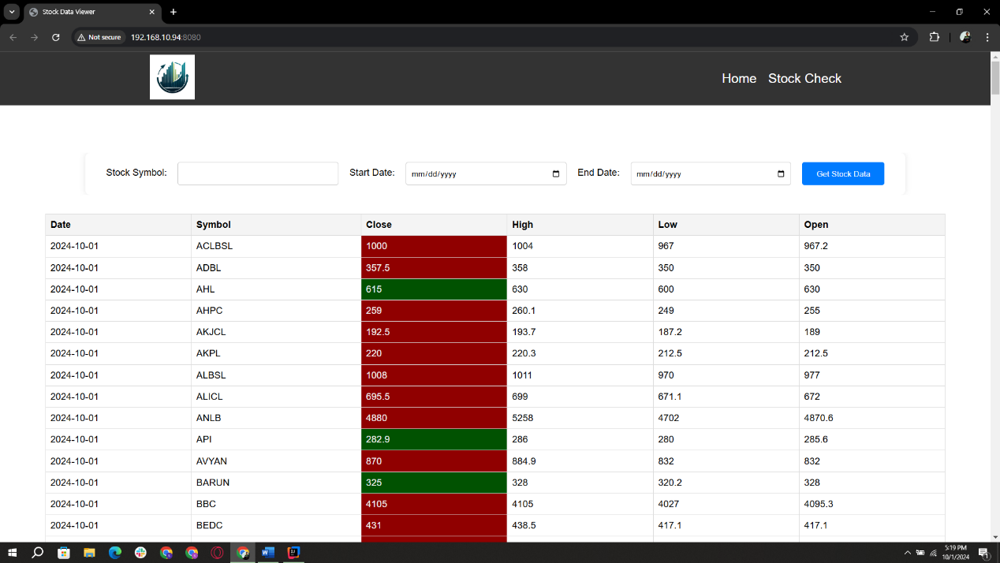 Stock Data Viewer
Not secure 192.168.10.94:8080
Home Stock Check
Stock Symbol: Start Date: mm/dd/yyyy End Date: mm/dd/yyyy Get Stock Data
Date Symbol Close High Low Open
2024-10-01 ACLBSL 1000 1004 967 967.2
2024-10-01 ADBL 357.5 358 350 350
2024-10-01 AHL 615 630 600 630
2024-10-01 AHPC 259 260.1 249 255
2024-10-01 AKJCL 192.5 193.7 187.2 189
2024-10-01 AKPL 220 220.3 212.5 212.5
2024-10-01 ALBSL 1008 1011 970 977
2024-10-01 ALICL 695.5 699 671.1 672
2024-10-01 ANLB 4880 5258 4702 4870.6
2024-10-01 API 282.9 286 280 285.6
2024-10-01 AVYAN 870 884.9 832 832
2024-10-01 BARUN 325 328 320.2 328
2024-10-01 BBC 4105 4105 4027 4095.3
2024-10-01 BEDC 431 438.5 417.1 417.1
5:19 PM
10/1/2024
1